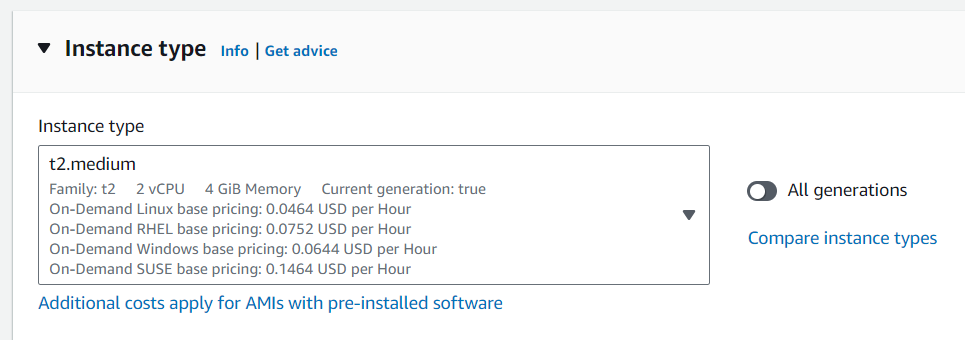 Instance type Info | Get advice
Instance type
t2.medium
Family: t2 2 vCPU 4 GiB Memory Current generation: true
On-Demand Linux base pricing: 0.0464 USD per Hour
On-Demand RHEL base pricing: 0.0752 USD per Hour
On-Demand Windows base pricing: 0.0644 USD per Hour
On-Demand SUSE base pricing: 0.1464 USD per Hour
All generations
Compare instance types
Additional costs apply for AMIs with pre-installed software